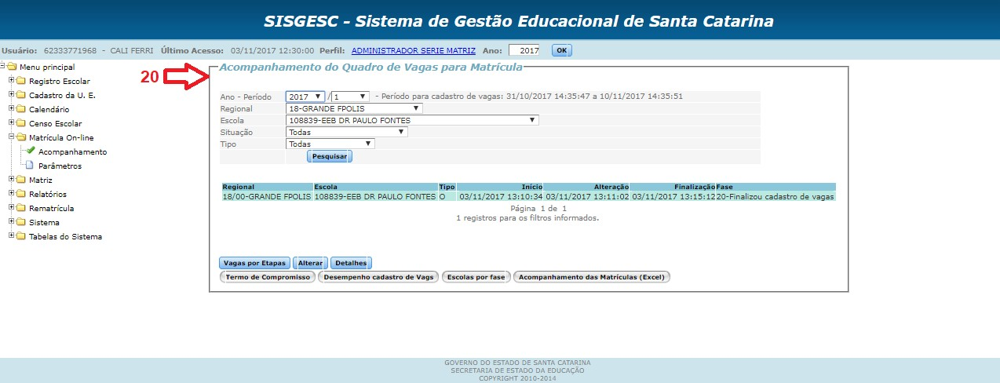 SISGESC - Sistema de Gestão Educacional de Santa Catarina
Usuário: 62333771968 - CALI FERRI Último Acesso: 03/11/2017 12:30:00 Perfil: ADMINISTRADOR SERIE MATRIZ Ano: 2017 OK
Menu principal
Registro Escolar
Cadastro da U. E.
Calendário
Censo Escolar
Matrícula On-line
Acompanhamento
Parâmetros
Matriz
Relatórios
Rematrícula
Sistema
Tabelas do Sistema
20
Acompanhamento do Quadro de Vagas para Matrícula
Ano - Período 2017 / 1 - Período para cadastro de vagas: 31/10/2017 14:35:47 a 10/11/2017 14:35:51
Regional 18-GRANDE FPOLIS
Escola 108839-EEB DR PAULO FONTES
Situação Todas
Tipo Todas
Pesquisar
Regional Escola Tipo Início Alteração Finalização Fase
18/00-GRANDE FPOLIS 108839-EEB DR PAULO FONTES O 03/11/2017 13:10:34 03/11/2017 13:11:02 03/11/2017 13:15:12 20-Finalizou cadastro de vagas
Página 1 de 1
1 registros para os filtros informados.
Vagas por Etapas Alterar Detalhes
Termo de Compromisso Desempenho cadastro de Vags Escolas por fase Acompanhamento das Matrículas (Excel)
GOVERNO DO ESTADO DE SANTA CATARINA
SECRETARIA DE ESTADO DA EDUCAÇÃO
COPYRIGHT 2010-2014